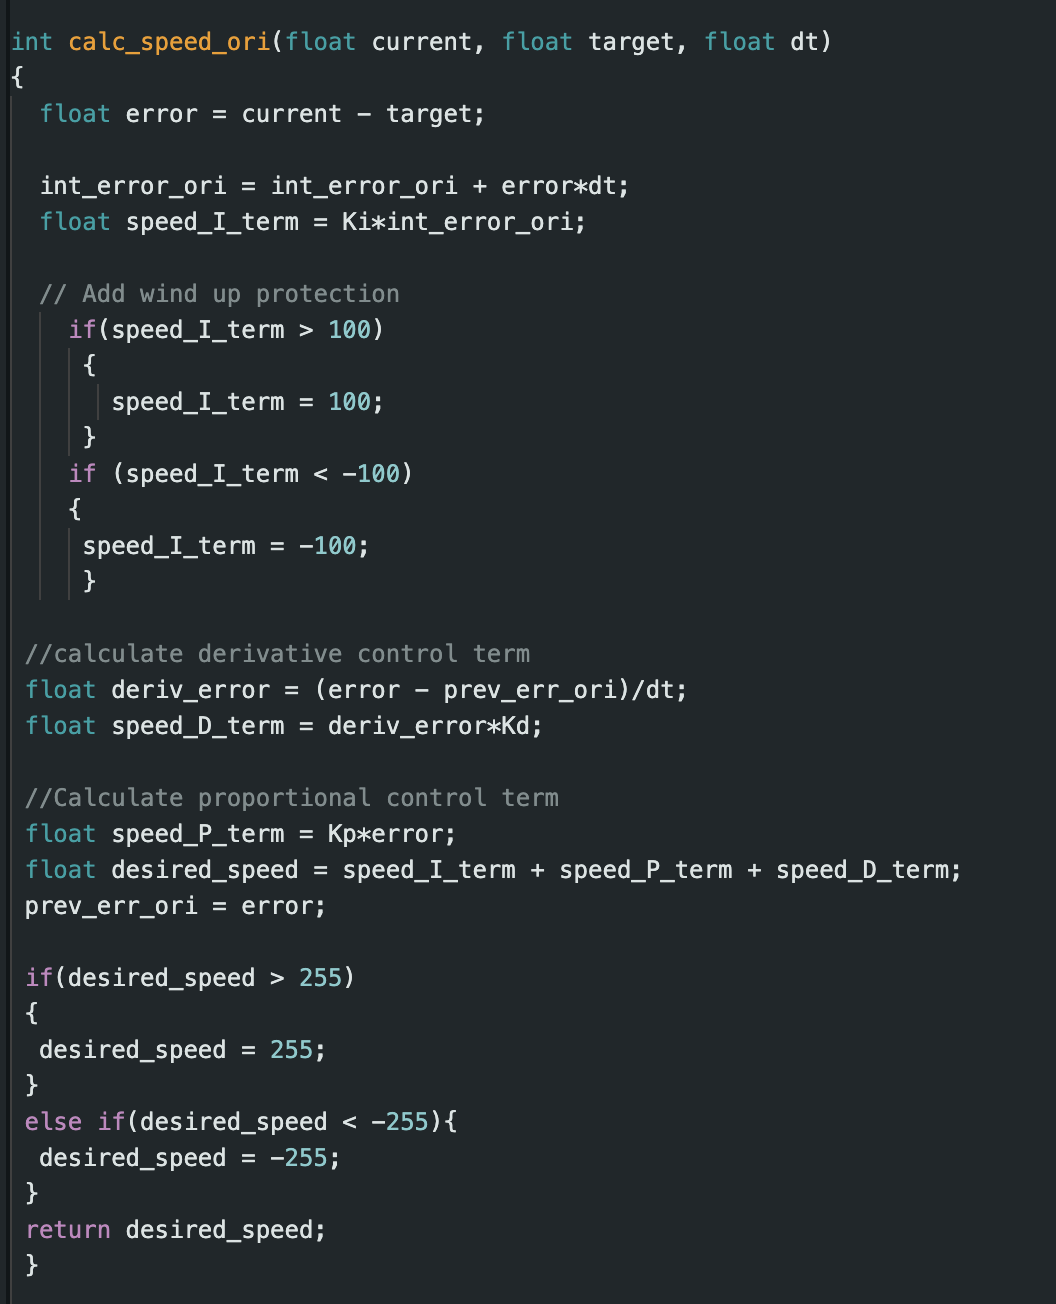 int calc_speed_ori(float current, float target, float dt)
{
float error = current - target;
int_error_ori = int_error_ori + error*dt;
float speed_I_term = Ki*int_error_ori;
// Add wind up protection
if(speed_I_term > 100)
{
speed_I_term = 100;
}
if (speed_I_term < -100)
{
speed_I_term = -100;
}
//calculate derivative control term
float deriv_error = (error - prev_err_ori)/dt;
float speed_D_term = deriv_error*Kd;
//Calculate proportional control term
float speed_P_term = Kp*error;
float desired_speed = speed_I_term + speed_P_term + speed_D_term;
prev_err_ori = error;
if(desired_speed > 255)
{
desired_speed = 255;
}
else if(desired_speed < -255){
desired_speed = -255;
}
return desired_speed;
}